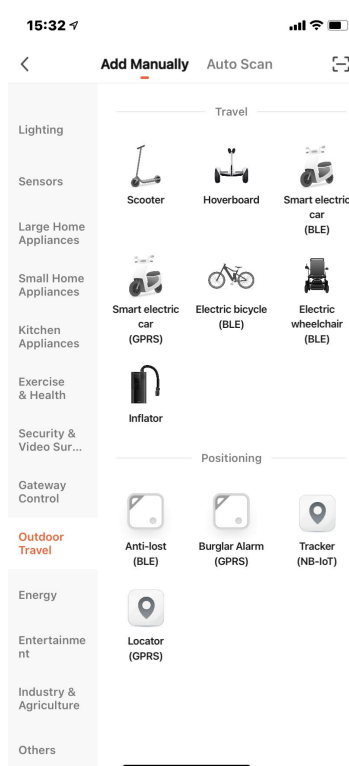 15:32
Add Manually
Auto Scan
Lighting
Sensors
Large Home
Appliances
Small Home
Appliances
Kitchen
Appliances
Exercise
& Health
Security &
Video Sur...
Gateway
Control
Outdoor
Travel
Energy
Entertainme
nt
Industry &
Agriculture
Others
Travel
Scooter
Hoverboard
Smart electric
car
(BLE)
Smart electric
car
(GPRS)
Electric bicycle
(BLE)
Electric
wheelchair
(BLE)
Inflator
Positioning
Anti-lost
(BLE)
Burglar Alarm
(GPRS)
Tracker
(NB-IoT)
Locator
(GPRS)